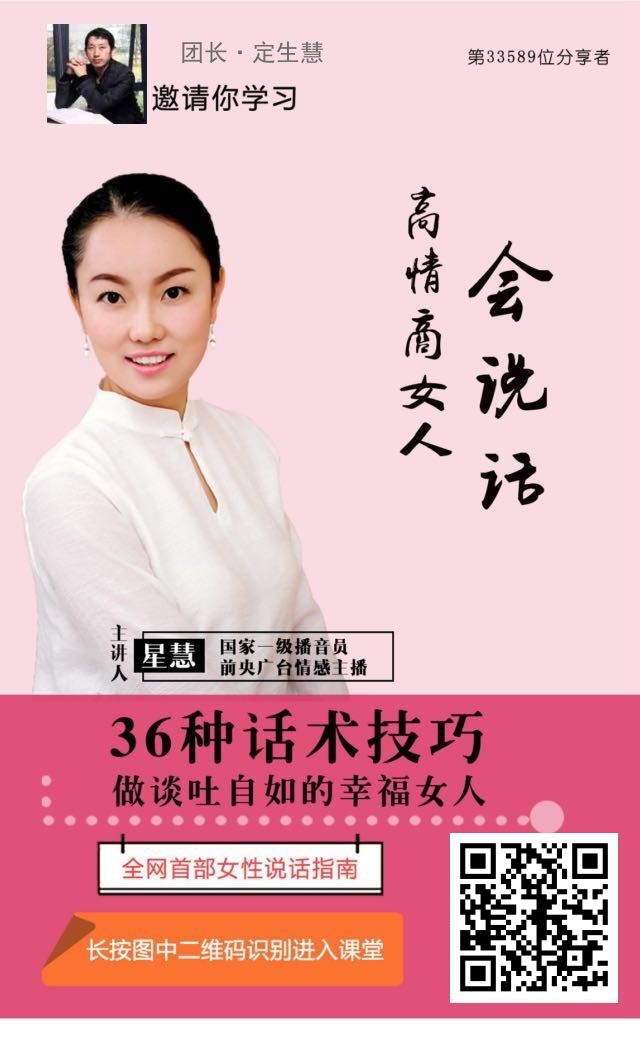 团长·定生慧
第33589位分享者
邀请你学习
高情商女人
会说话
主讲人
星慧
国家一级播音员
前央广台情感主播
36种话术技巧
做谈吐自如的幸福女人
全网首部女性说话指南
长按图中二维码识别进入课堂